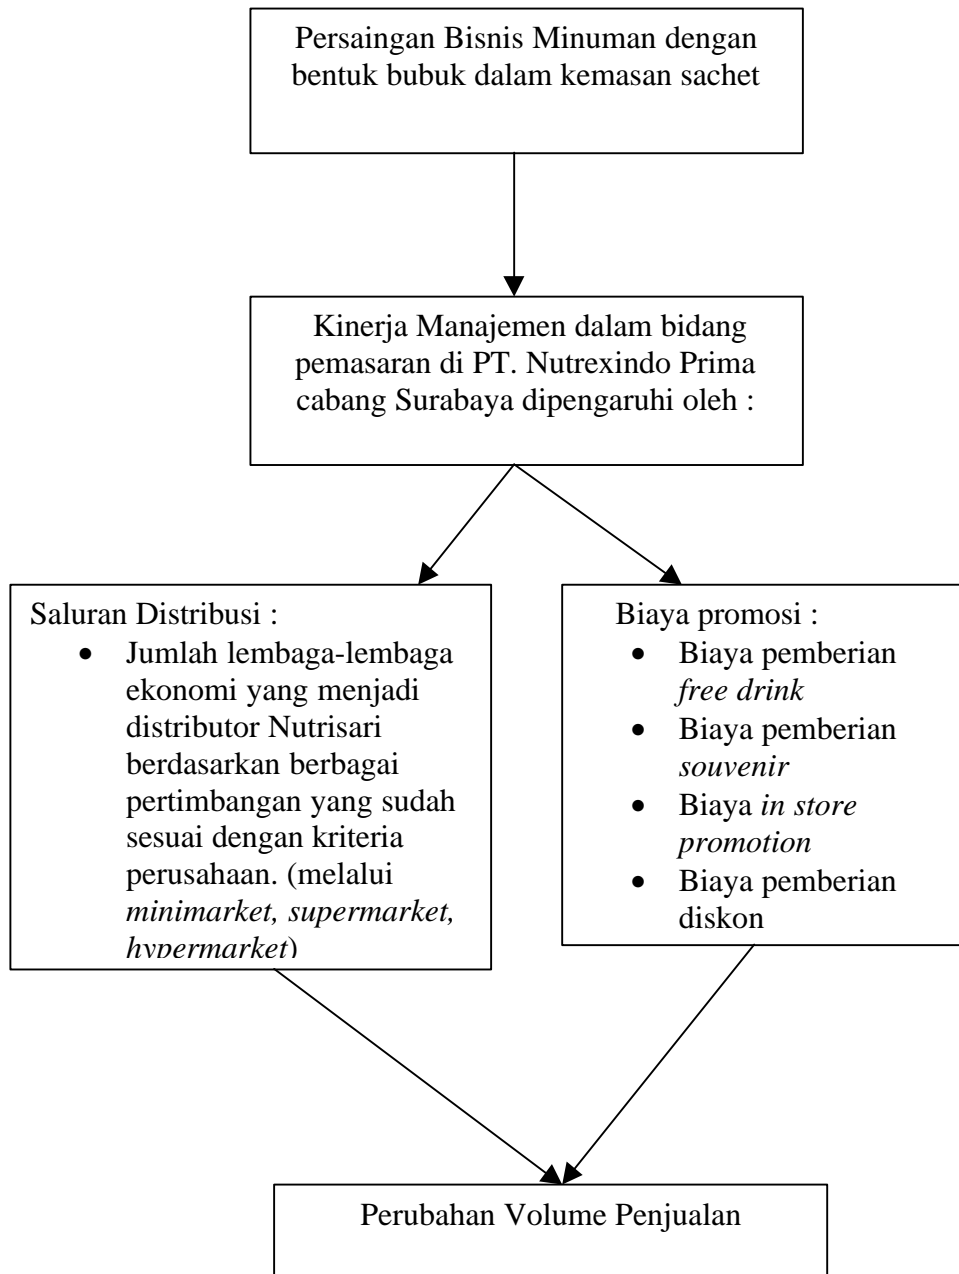 Persaingan Bisnis Minuman dengan
bentuk bubuk dalam kemasan sachet
Kinerja Manajemen dalam bidang
pemasaran di PT. Nutrexindo Prima
cabang Surabaya dipengaruhi oleh :
Saluran Distribusi :
• Jumlah lembaga-lembaga
ekonomi yang menjadi
distributor Nutrisari
berdasarkan berbagai
pertimbangan yang sudah
sesuai dengan kriteria
perusahaan. (melalui
minimarket, supermarket,
hypermarket)
Biaya promosi :
• Biaya pemberian
free drink
• Biaya pemberian
souvenir
• Biaya in store
promotion
• Biaya pemberian
diskon
Perubahan Volume Penjualan